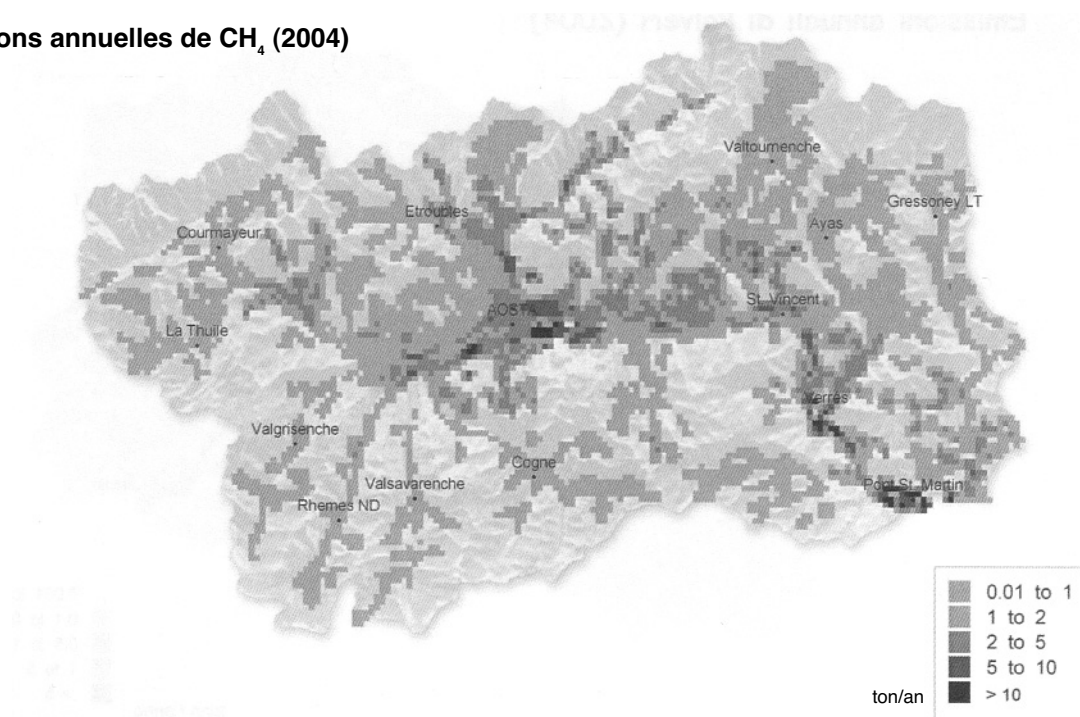 ons annuelles de CH₄ (2004)
Valtournenche
Gressoney LT
Etroubles
Ayas
Courmayeur
St. Vincent
AOSTA
La Thuile
Verres
Valgrisenche
Cogne
Valsavarenche
Pont St. Martin
Rhemes ND
0.01 to 1
1 to 2
2 to 5
5 to 10
> 10
ton/an